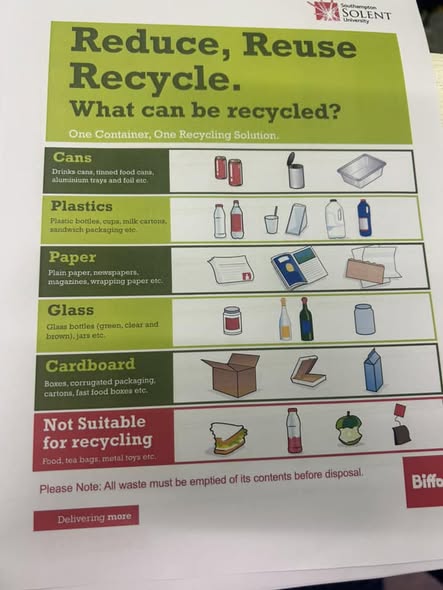 Southampton
SOLENT
University
Reduce, Reuse
Recycle.
What can be recycled?
One Container, One Recycling Solution.
Cans
Drinks cans, tinned food cans,
aluminium trays and foil etc.
Plastics
Plastic bottles, cups, milk cartons,
sandwich packaging etc.
Paper
Plain paper, newspapers,
magazines, wrapping paper etc.
Glass
Glass bottles (green, clear and
brown), jars etc.
Cardboard
Boxes, corrugated packaging,
cartons, fast food boxes etc.
Not Suitable
for recycling
Food, tea bags, metal toys etc.
Please Note: All waste must be emptied of its contents before disposal.
Biffa
Delivering more